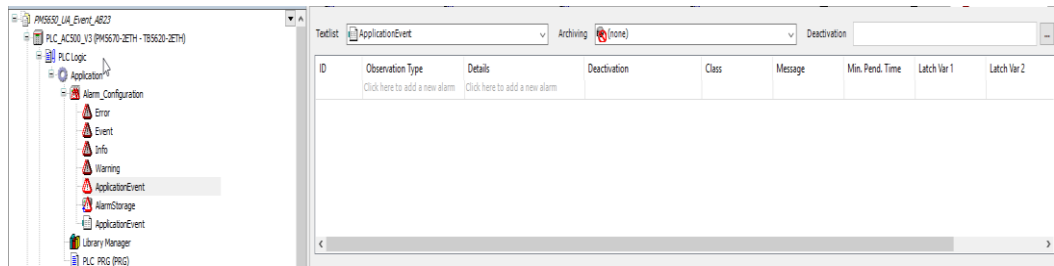 PM5650_UA_Event_AB23
PLC_AC500_V3 (PM5670-2ETH - TB5620-2ETH)
PLC Logic
Application
Alarm_Configuration
Error
Event
Info
Warning
ApplicationEvent
AlarmStorage
ApplicationEvent
Library Manager
PLC_PRG (PRG)
Textlist ApplicationEvent Archiving (none) Deactivation ...
ID Observation Type Details Deactivation Class Message Min. Pend. Time Latch Var 1 Latch Var 2
Click here to add a new alarm Click here to add a new alarm